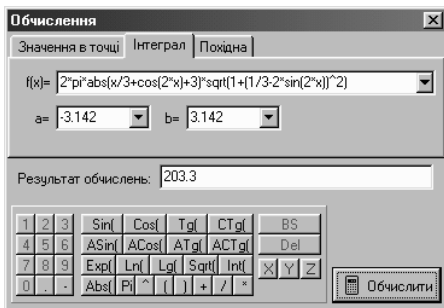 Обчислення
Значення в точці Інтеграл Похідна
f(x)= 2*pi*abs(x/3+cos(2*x)+3)*sqrt(1+(1/3-2*sin(2*x))^2)
a= -3.142 b= 3.142
Результат обчислень: 203.3
1 2 3 Sin( Cos( Tg( CTg( BS
4 5 6 ASin( ACos( ATg( ACTg( Del
7 8 9 Exp( Ln( Lg( Sqrt( Int( X Y Z
0 . - Abs( Pi ^ ( ) + / * Обчислити